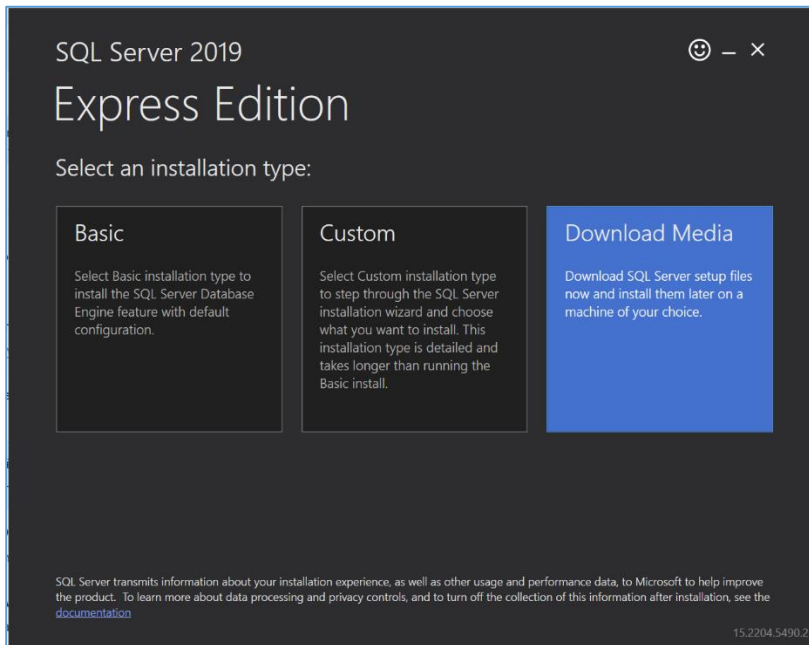 SQL Server 2019
Express Edition
Select an installation type:
Basic
Select Basic installation type to
install the SQL Server Database
Engine feature with default
configuration.
Custom
Select Custom installation type
to step through the SQL Server
installation wizard and choose
what you want to install. This
installation type is detailed and
takes longer than running the
Basic install.
Download Media
Download SQL Server setup files
now and install them later on a
machine of your choice.
SQL Server transmits information about your installation experience, as well as other usage and performance data, to Microsoft to help improve
the product. To learn more about data processing and privacy controls, and to turn off the collection of this information after installation, see the
documentation
15.2204.5490.2